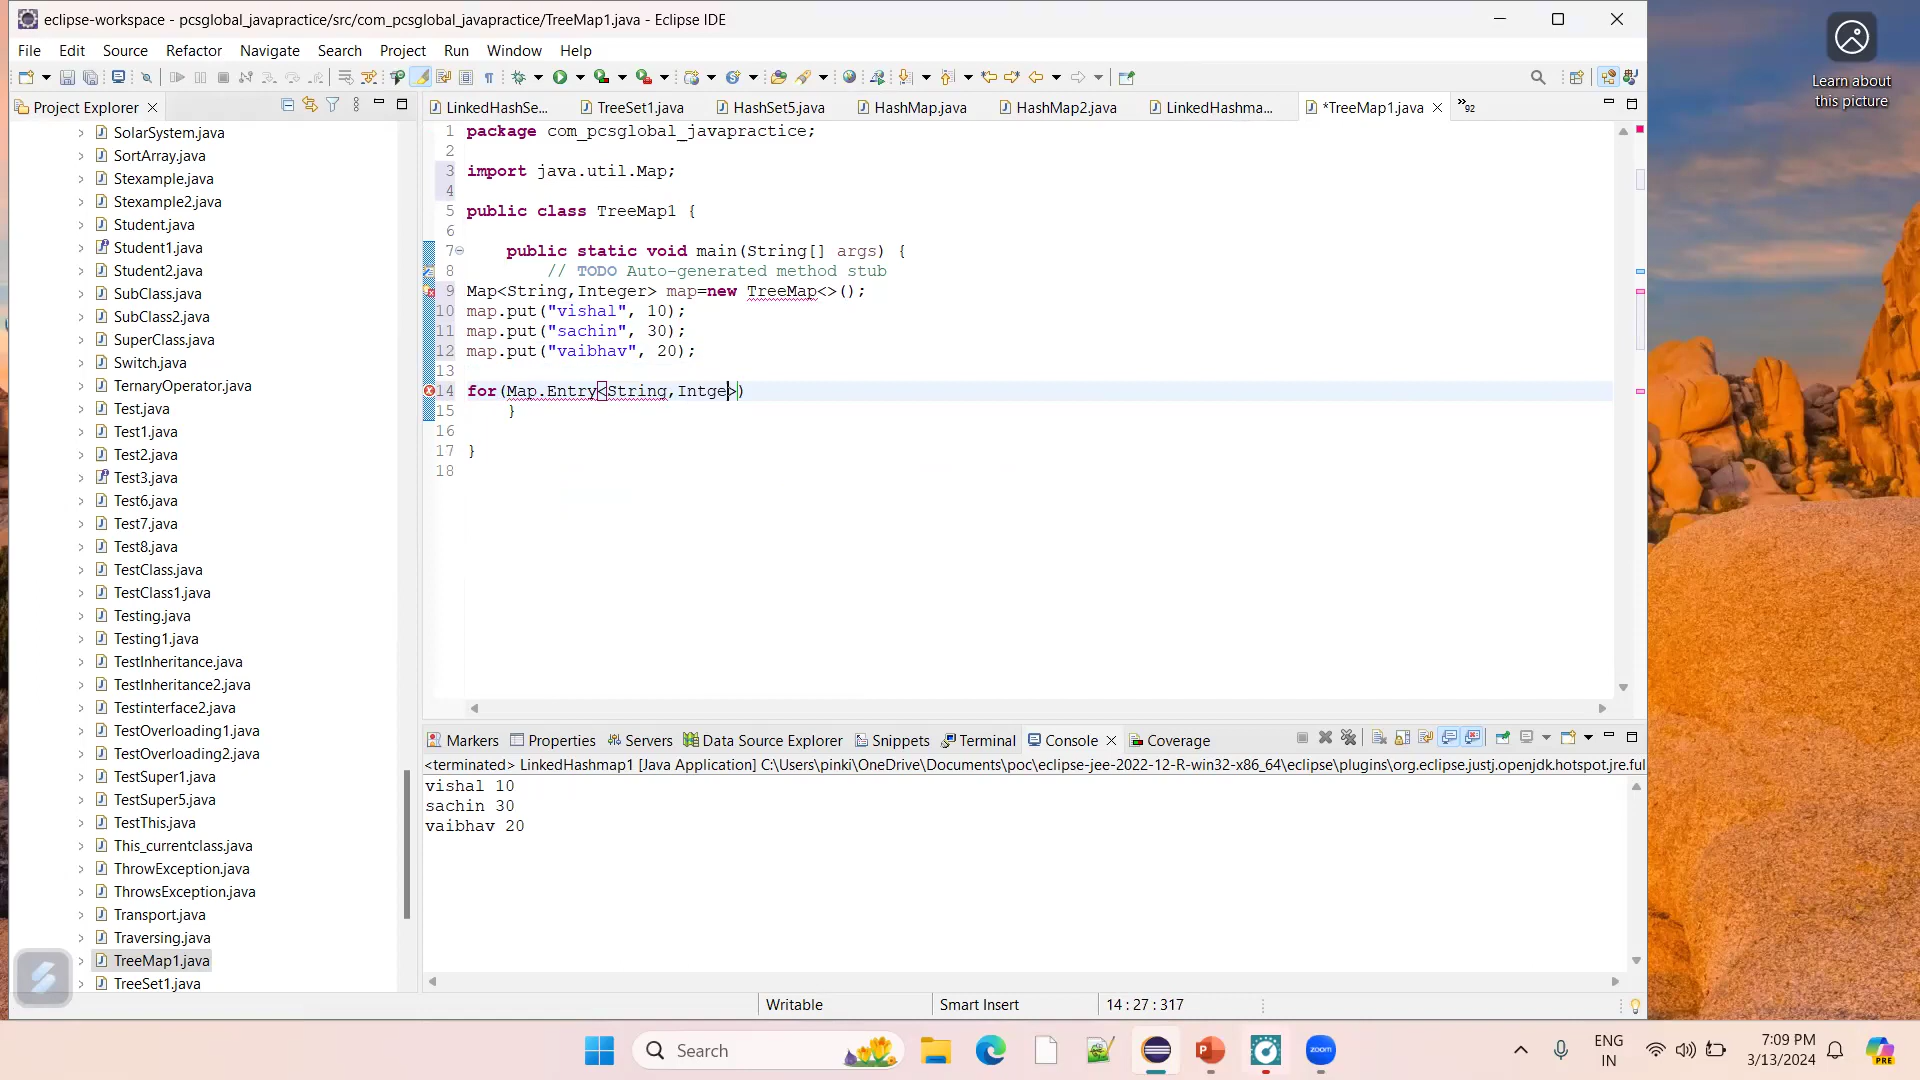 eclipse-workspace - pcsglobal_javapractice/src/com_pcsglobal_javapractice/TreeMap1.java - Eclipse IDE
File Edit Source Refactor Navigate Search Project Run Window Help
Learn about
this picture
Project Explorer
LinkedHashSe... TreeSet1.java HashSet5.java HashMap.java HashMap2.java LinkedHashma... *TreeMap1.java »92
SolarSystem.java
SortArray.java
Stexample.java
Stexample2.java
Student.java
Student1.java
Student2.java
SubClass.java
SubClass2.java
SuperClass.java
Switch.java
TernaryOperator.java
Test.java
Test1.java
Test2.java
Test3.java
Test6.java
Test7.java
Test8.java
TestClass.java
TestClass1.java
Testing.java
Testing1.java
TestInheritance.java
TestInheritance2.java
Testinterface2.java
TestOverloading1.java
TestOverloading2.java
TestSuper1.java
TestSuper5.java
TestThis.java
This_currentclass.java
ThrowException.java
ThrowsException.java
Transport.java
Traversing.java
TreeMap1.java
TreeSet1.java
1 package com_pcsglobal_javapractice;
2
3 import java.util.Map;
4
5 public class TreeMap1 {
6
7 public static void main(String[] args) {
8 // TODO Auto-generated method stub
9 Map<String,Integer> map=new TreeMap<>();
10 map.put("vishal", 10);
11 map.put("sachin", 30);
12 map.put("vaibhav", 20);
13
14 for(Map.Entry<String,Intge>)
15 }
16
17 }
18
Markers Properties Servers Data Source Explorer Snippets Terminal Console Coverage
<terminated> LinkedHashmap1 [Java Application] C:\Users\pinki\OneDrive\Documents\poc\eclipse-jee-2022-12-R-win32-x86_64\eclipse\plugins\org.eclipse.justj.openjdk.hotspot.jre.ful
vishal 10
sachin 30
vaibhav 20
Writable Smart Insert 14 : 27 : 317
Search
zoom
ENG
IN
7:09 PM
3/13/2024
PRE